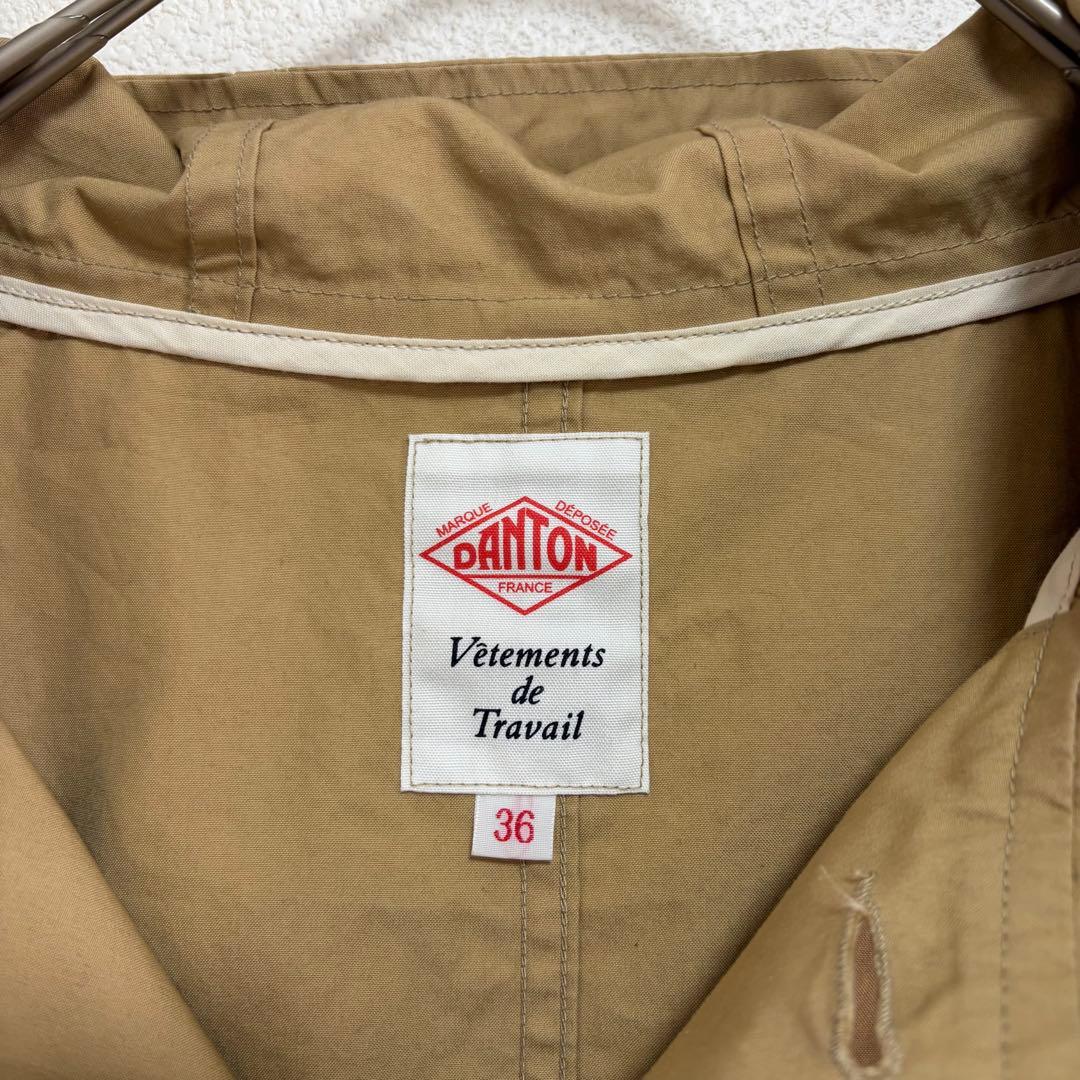 MARQUE DÉPOSÉE
DANTON
FRANCE
Vêtements
de
Travail
36